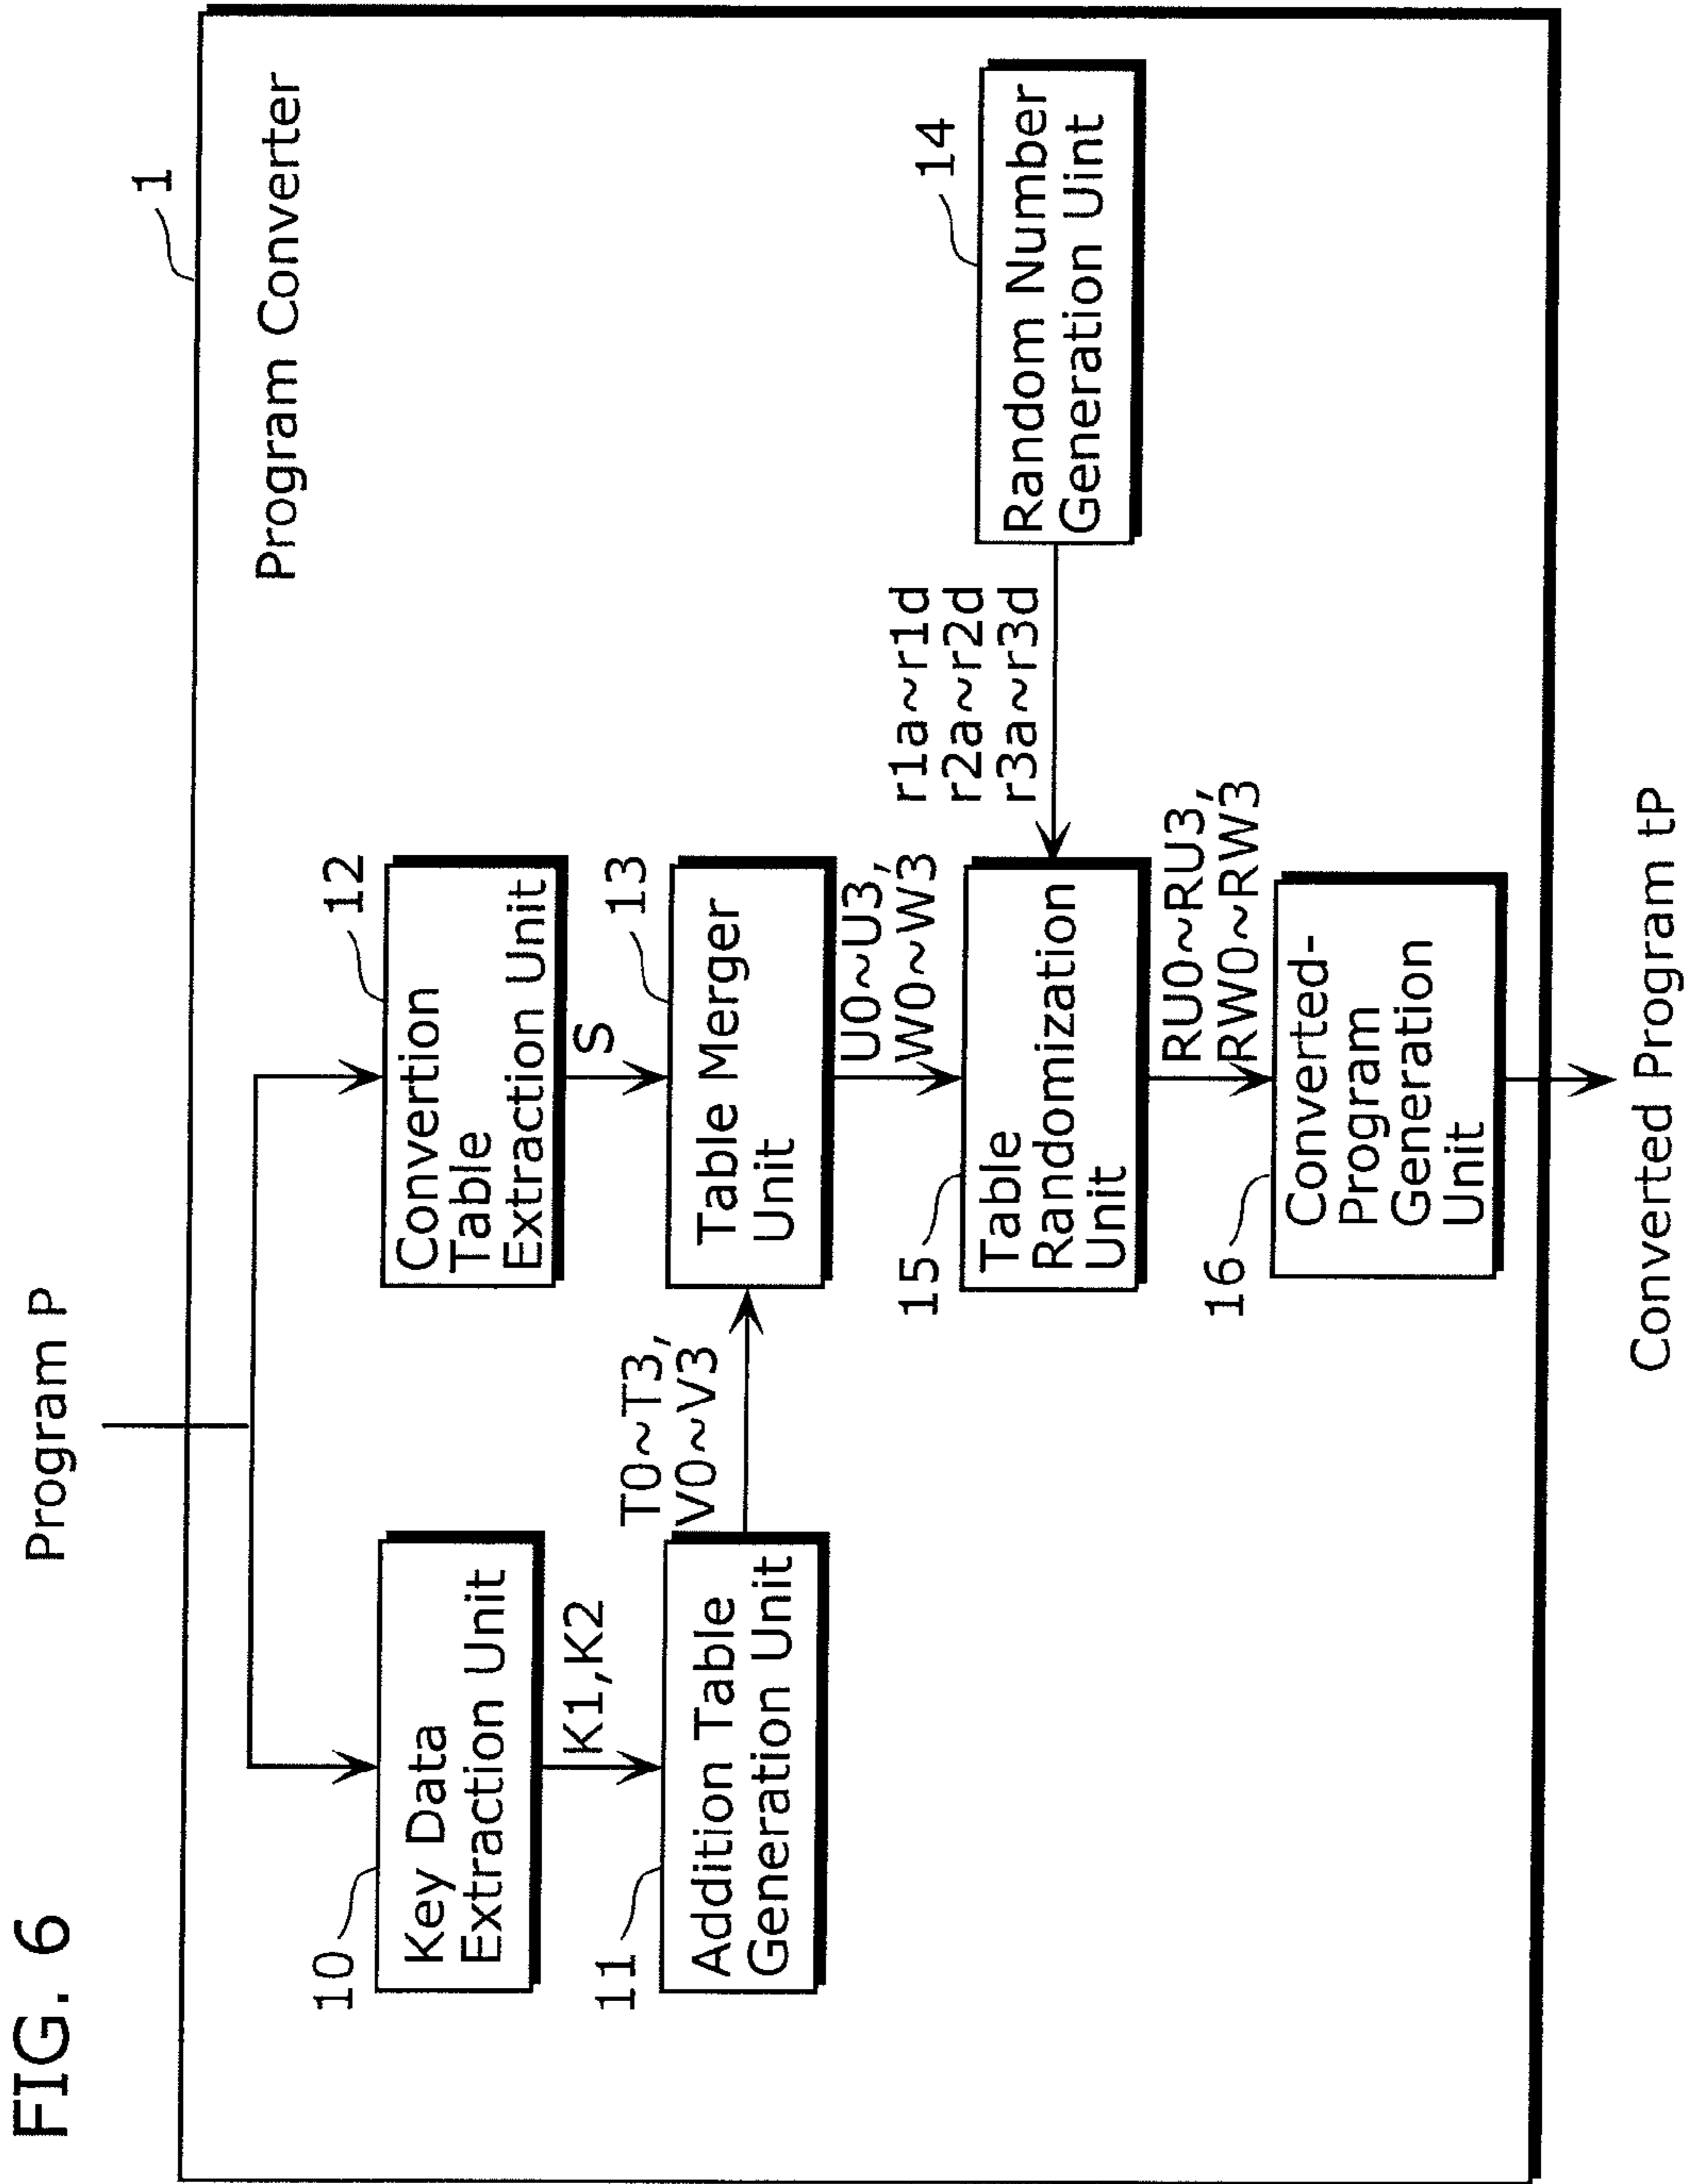 FIG. 6
Program P
1
Program Converter
10
Key Data
Extraction Unit
12
Convertion
Table
Extraction Unit
K1,K2
S
11
Addition Table
Generation Unit
T0~T3,
V0~V3
13
Table Merger
Unit
U0~U3,
W0~W3
14
Random Number
Generation Uint
r1a~r1d
r2a~r2d
r3a~r3d
15
Table
Randomization
Unit
RU0~RU3,
RW0~RW3
16
Converted-
Program
Generation
Unit
Converted Program tP